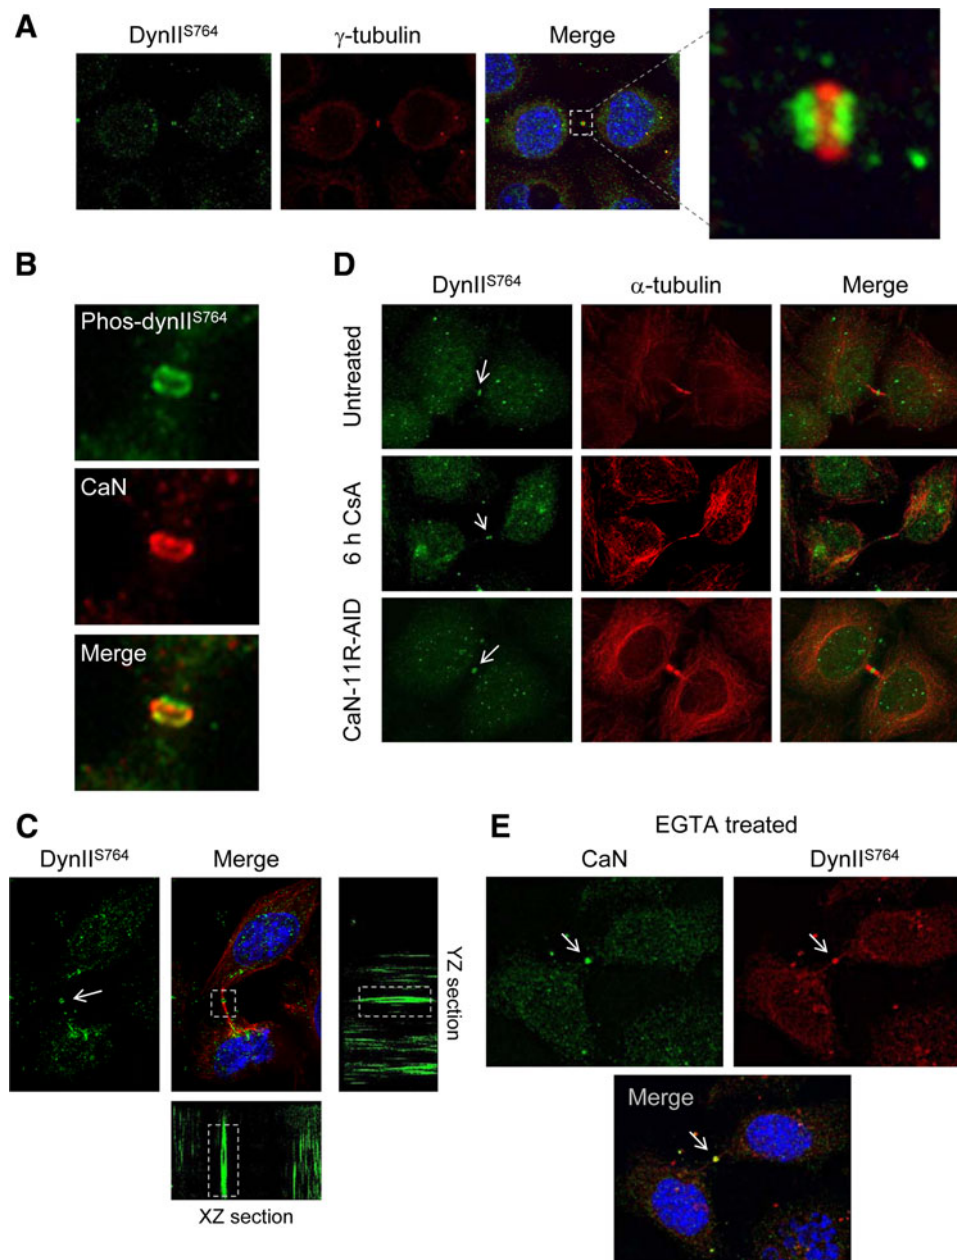 A
DynII^S764
γ-tubulin
Merge
B
Phos-dynII^S764
CaN
Merge
D
DynII^S764
α-tubulin
Merge
Untreated
6 h CsA
CaN-11R-AID
C
DynII^S764
Merge
YZ section
XZ section
E
EGTA treated
CaN
DynII^S764
Merge